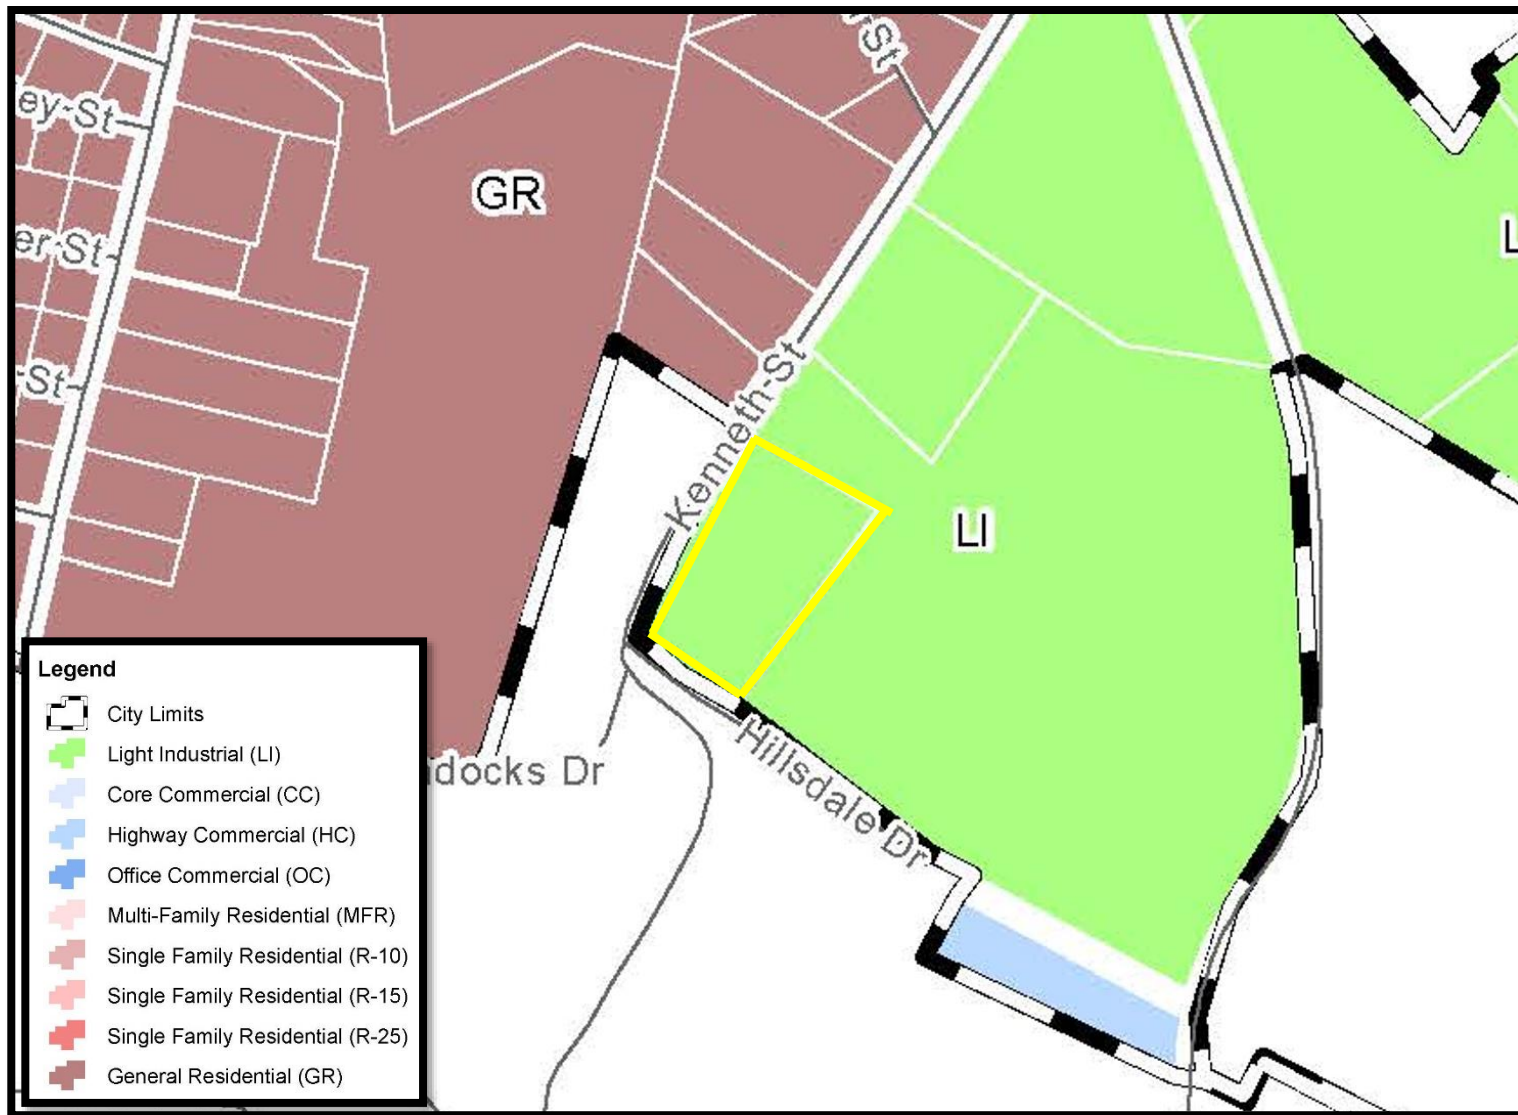 St
ey-St
GR
er-St
L
Kenneth-St
-St
LI
docks Dr
Hillsdale Dr
Legend
City Limits
Light Industrial (LI)
Core Commercial (CC)
Highway Commercial (HC)
Office Commercial (OC)
Multi-Family Residential (MFR)
Single Family Residential (R-10)
Single Family Residential (R-15)
Single Family Residential (R-25)
General Residential (GR)